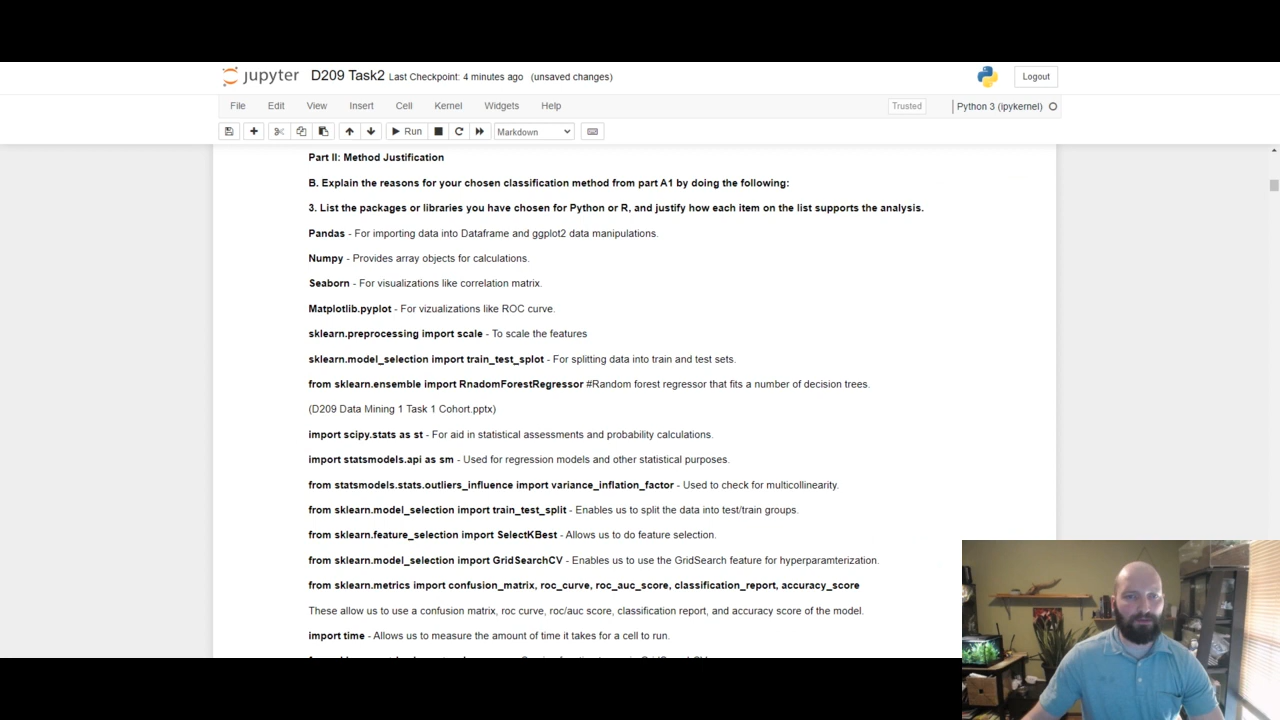 jupyter D209 Task2 Last Checkpoint: 4 minutes ago (unsaved changes) Logout
File Edit View Insert Cell Kernel Widgets Help Trusted Python 3 (ipykernel)
Run Markdown
Part II: Method Justification
B. Explain the reasons for your chosen classification method from part A1 by doing the following:
3. List the packages or libraries you have chosen for Python or R, and justify how each item on the list supports the analysis.
Pandas - For importing data into Dataframe and ggplot2 data manipulations.
Numpy - Provides array objects for calculations.
Seaborn - For visualizations like correlation matrix.
Matplotlib.pyplot - For vizualizations like ROC curve.
sklearn.preprocessing import scale - To scale the features
sklearn.model_selection import train_test_splot - For splitting data into train and test sets.
from sklearn.ensemble import RnadomForestRegressor #Random forest regressor that fits a number of decision trees.
(D209 Data Mining 1 Task 1 Cohort.pptx)
import scipy.stats as st - For aid in statistical assessments and probability calculations.
import statsmodels.api as sm - Used for regression models and other statistical purposes.
from statsmodels.stats.outliers_influence import variance_inflation_factor - Used to check for multicollinearity.
from sklearn.model_selection import train_test_split - Enables us to split the data into test/train groups.
from sklearn.feature_selection import SelectKBest - Allows us to do feature selection.
from sklearn.model_selection import GridSearchCV - Enables us to use the GridSearch feature for hyperparamterization.
from sklearn.metrics import confusion_matrix, roc_curve, roc_auc_score, classification_report, accuracy_score
These allow us to use a confusion matrix, roc curve, roc/auc score, classification report, and accuracy score of the model.
import time - Allows us to measure the amount of time it takes for a cell to run.